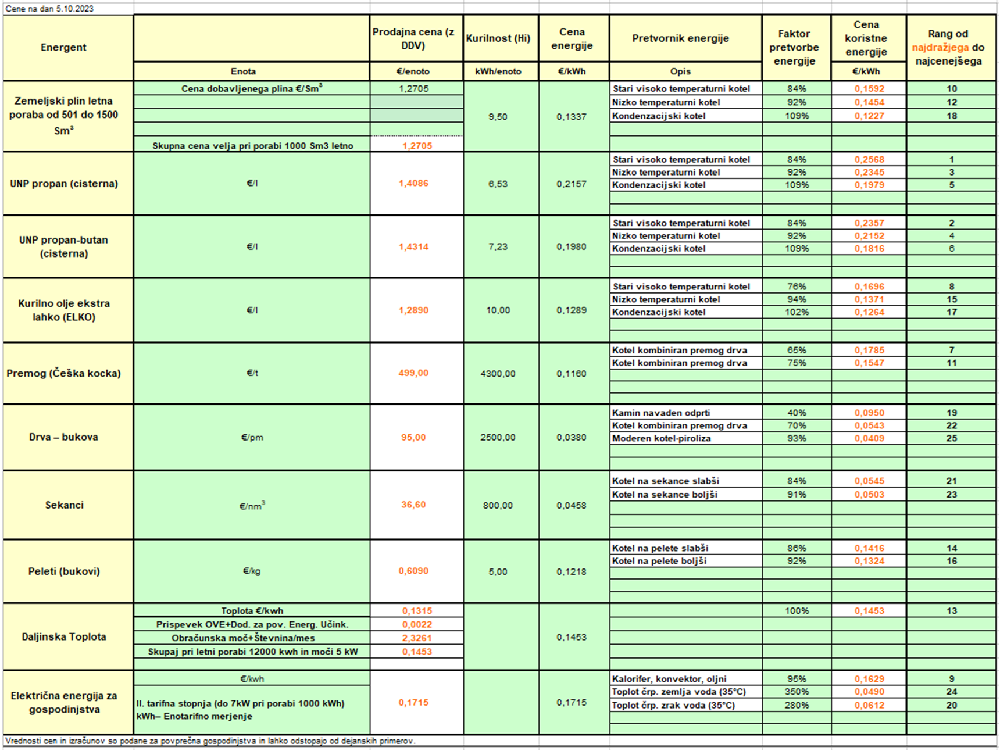 Cene na dan 5.10.2023
Energent
Prodajna cena (z DDV)
Kurilnost (Hi)
Cena energije
Pretvornik energije
Faktor pretvorbe energije
Cena koristne energije
Rang od najdražjega do najcenejšega
Enota
€/enoto
kWh/enoto
€/kWh
Opis
€/kWh
Zemeljski plin letna poraba od 501 do 1500 Sm³
Cena dobavljenega plina €/Sm³ 1,2705
Skupna cena velja pri porabi 1000 Sm3 letno 1,2705
9,50
0,1337
Stari visoko temperaturni kotel 84% 0,1592 10
Nizko temperaturni kotel 92% 0,1454 12
Kondenzacijski kotel 109% 0,1227 18
UNP propan (cisterna)
€/l
1,4086
6,53
0,2157
Stari visoko temperaturni kotel 84% 0,2568 1
Nizko temperaturni kotel 92% 0,2345 3
Kondenzacijski kotel 109% 0,1979 5
UNP propan-butan (cisterna)
€/l
1,4314
7,23
0,1980
Stari visoko temperaturni kotel 84% 0,2357 2
Nizko temperaturni kotel 92% 0,2152 4
Kondenzacijski kotel 109% 0,1816 6
Kurilno olje ekstra lahko (ELKO)
€/l
1,2890
10,00
0,1289
Stari visoko temperaturni kotel 76% 0,1696 8
Nizko temperaturni kotel 94% 0,1371 15
Kondenzacijski kotel 102% 0,1264 17
Premog (Češka kocka)
€/t
499,00
4300,00
0,1160
Kotel kombiniran premog drva 65% 0,1785 7
Kotel kombiniran premog drva 75% 0,1547 11
Drva – bukova
€/pm
95,00
2500,00
0,0380
Kamin navaden odprti 40% 0,0950 19
Kotel kombiniran premog drva 70% 0,0543 22
Moderen kotel-piroliza 93% 0,0409 25
Sekanci
€/nm³
36,60
800,00
0,0458
Kotel na sekance slabši 84% 0,0545 21
Kotel na sekance boljši 91% 0,0503 23
Peleti (bukovi)
€/kg
0,6090
5,00
0,1218
Kotel na pelete slabši 86% 0,1416 14
Kotel na pelete boljši 92% 0,1324 16
Daljinska Toplota
Toplota €/kwh 0,1315
Prispevek OVE+Dod. za pov. Energ. Učink. 0,0022
Obračunska moč+Števnina/mes 2,3261
Skupaj pri letni porabi 12000 kwh in moči 5 kW 0,1453
0,1453
100% 0,1453 13
Električna energija za gospodinjstva
€/kwh
II. tarifna stopnja (do 7kW pri porabi 1000 kWh)
kWh– Enotarifno merjenje
0,1715
0,1715
Kalorifer, konvektor, oljni 95% 0,1629 9
Toplot črp. zemlja voda (35°C) 350% 0,0490 24
Toplot črp. zrak voda (35°C) 280% 0,0612 20
Vrednosti cen in izračunov so podane za povprečna gospodinjstva in lahko odstopajo od dejanskih primerov.